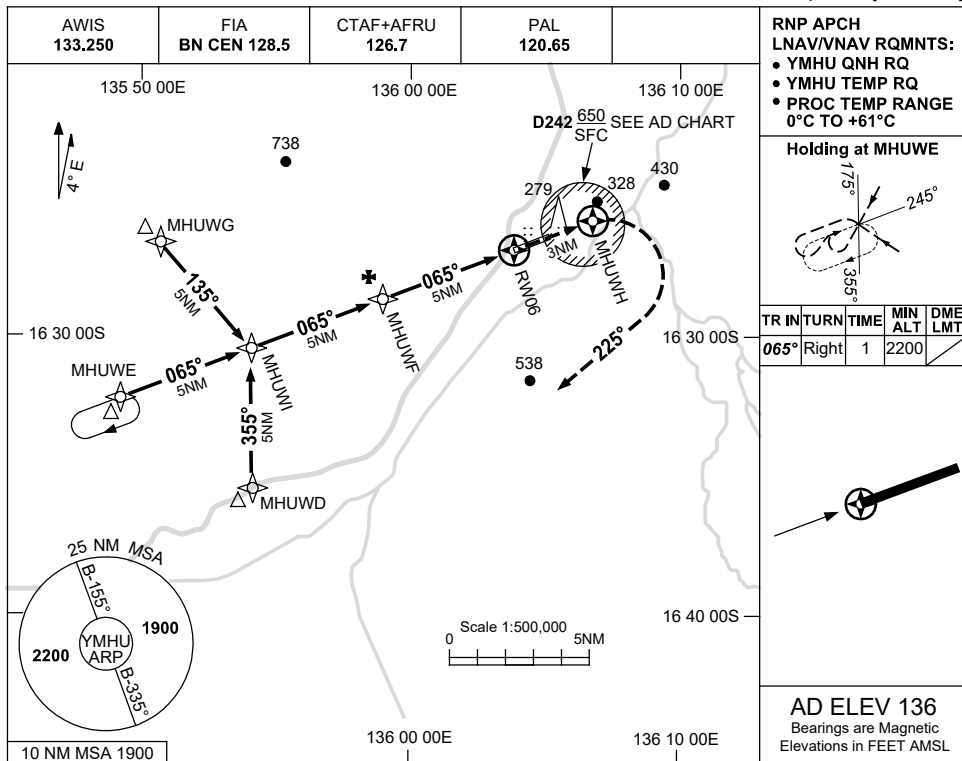 AWIS
133.250
FIA
BN CEN 128.5
CTAF+AFRU
126.7
PAL
120.65
RNP APCH
LNAV/VNAV RQMNTS:
• YMHU QNH RQ
• YMHU TEMP RQ
• PROC TEMP RANGE
0°C TO +61°C
135 50 00E
136 00 00E
136 10 00E
D242 650
SFC
SEE AD CHART
4° E
738
430
328
279
MHUWG
3NM
MHUWH
RW06
135°
5NM
065°
5NM
065°
5NM
MHUWF
225°
16 30 00S
16 30 00S
MHUWE
065°
5NM
MHUWI
538
355°
5NM
MHUWD
Holding at MHUWE
175°
245°
355°
TR IN TURN TIME MIN ALT DME LMT
065° Right 1 2200
25 NM MSA
B-155°
1900
2200
YMHU
ARP
B-335°
10 NM MSA 1900
Scale 1:500,000
0 5NM
16 40 00S
136 00 00E
136 10 00E
AD ELEV 136
Bearings are Magnetic
Elevations in FEET AMSL